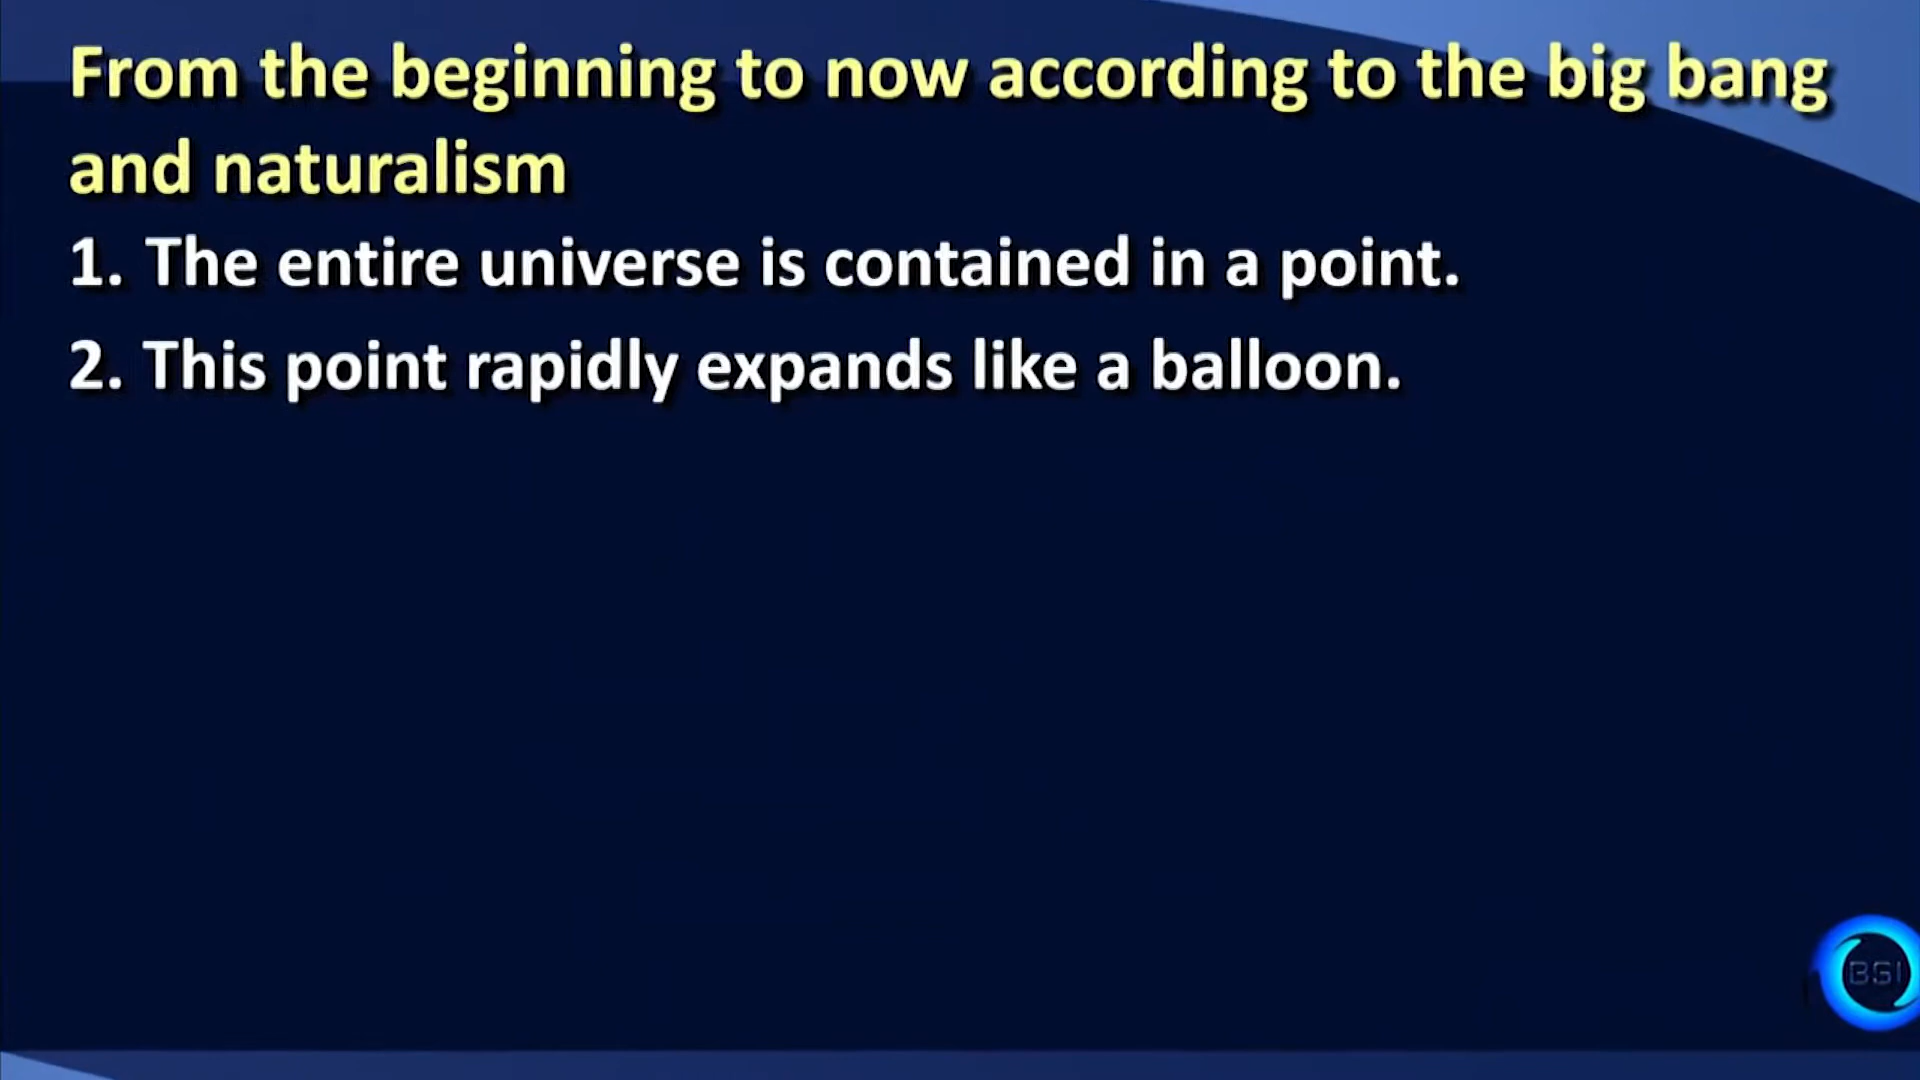 From the beginning to now according to the big bang
and naturalism
1. The entire universe is contained in a point.
2. This point rapidly expands like a balloon.
BSI